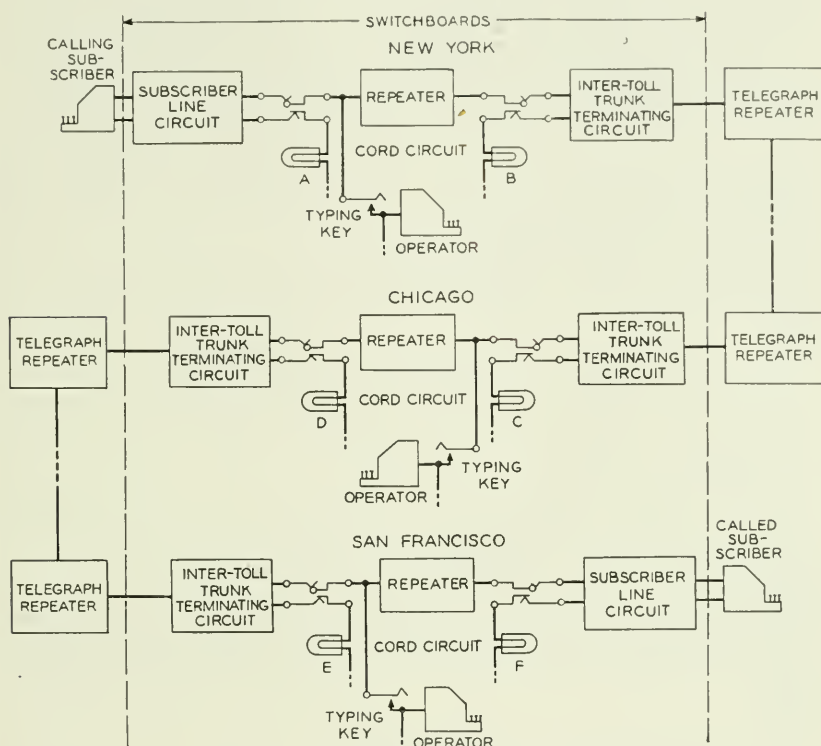 SWITCHBOARDS
NEW YORK
CALLING
SUB-
SCRIBER
SUBSCRIBER
LINE
CIRCUIT
REPEATER
INTER-TOLL
TRUNK
TERMINATING
CIRCUIT
TELEGRAPH
REPEATER
CORD CIRCUIT
A
B
TYPING
KEY
OPERATOR
CHICAGO
TELEGRAPH
REPEATER
INTER-TOLL
TRUNK
TERMINATING
CIRCUIT
REPEATER
INTER-TOLL
TRUNK
TERMINATING
CIRCUIT
TELEGRAPH
REPEATER
CORD CIRCUIT
D
C
OPERATOR
TYPING
KEY
SAN FRANCISCO
CALLED
SUB-
SCRIBER
TELEGRAPH
REPEATER
INTER-TOLL
TRUNK
TERMINATING
CIRCUIT
REPEATER
SUBSCRIBER
LINE
CIRCUIT
CORD CIRCUIT
E
F
TYPING
KEY
OPERATOR